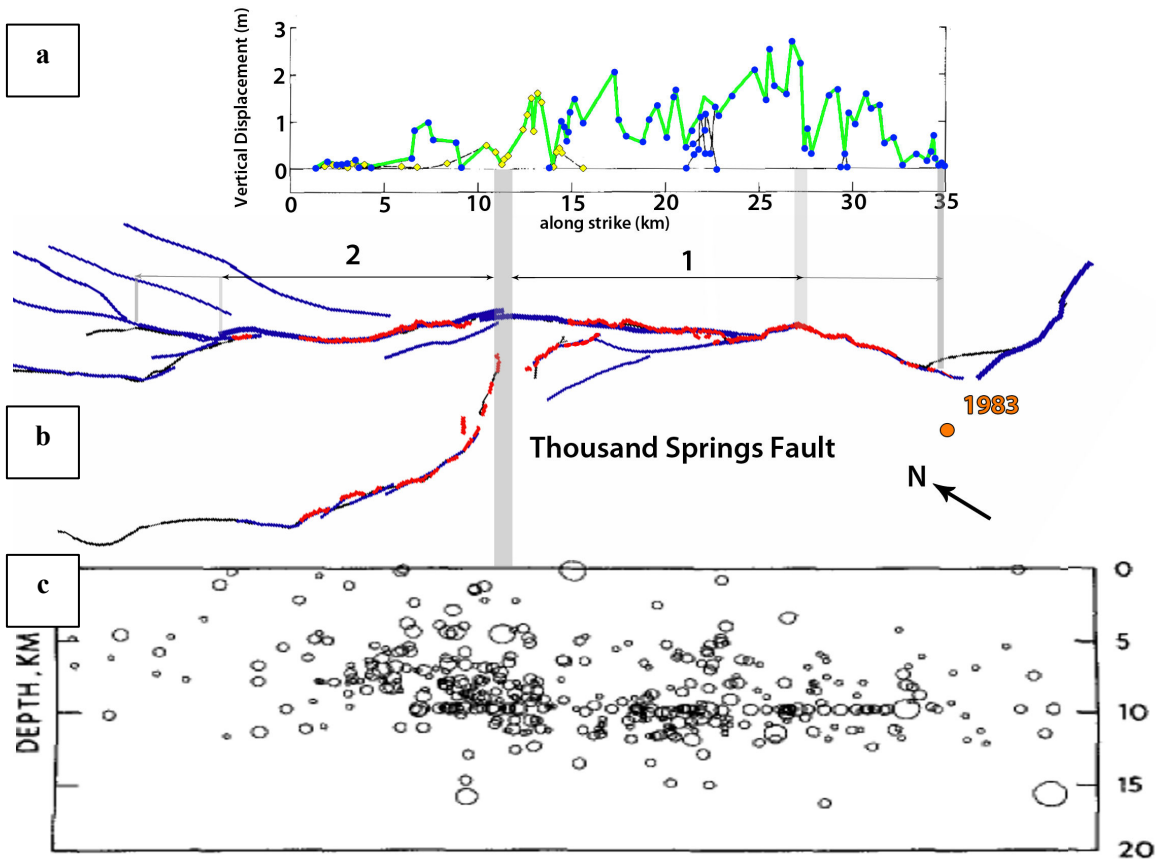 a
Vertical Displacement (m)
3
2
1
0
0 5 10 15 20 25 30 35
along strike (km)
2
1
b
1983
Thousand Springs Fault
N
c
DEPTH, KM
0
5
10
15
20